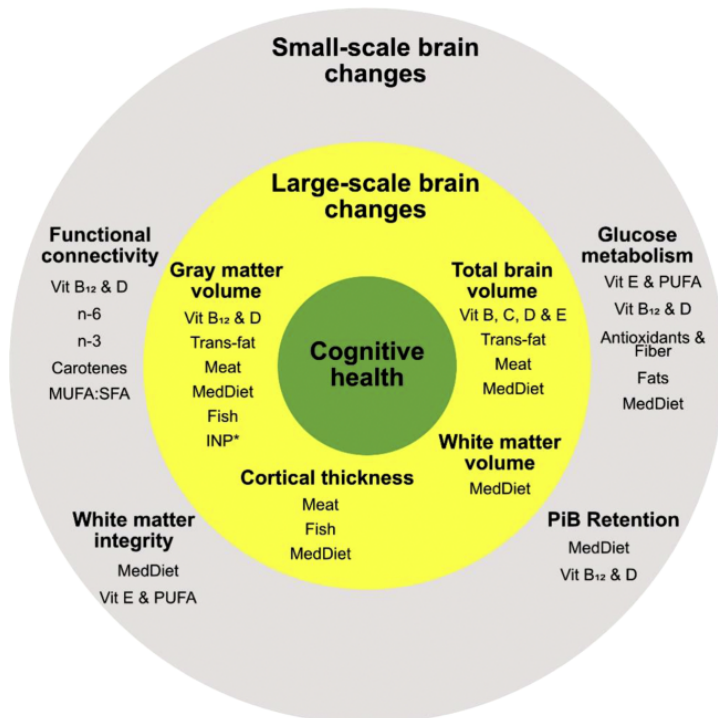 Small-scale brain
changes
Large-scale brain
changes
Functional
connectivity
Vit B₁₂ & D
n-6
n-3
Carotenes
MUFA:SFA
Gray matter
volume
Vit B₁₂ & D
Trans-fat
Meat
MedDiet
Fish
INP*
Cognitive
health
Total brain
volume
Vit B, C, D & E
Trans-fat
Meat
MedDiet
Glucose
metabolism
Vit E & PUFA
Vit B₁₂ & D
Antioxidants &
Fiber
Fats
MedDiet
White matter
volume
MedDiet
Cortical thickness
Meat
Fish
MedDiet
White matter
integrity
MedDiet
Vit E & PUFA
PiB Retention
MedDiet
Vit B₁₂ & D